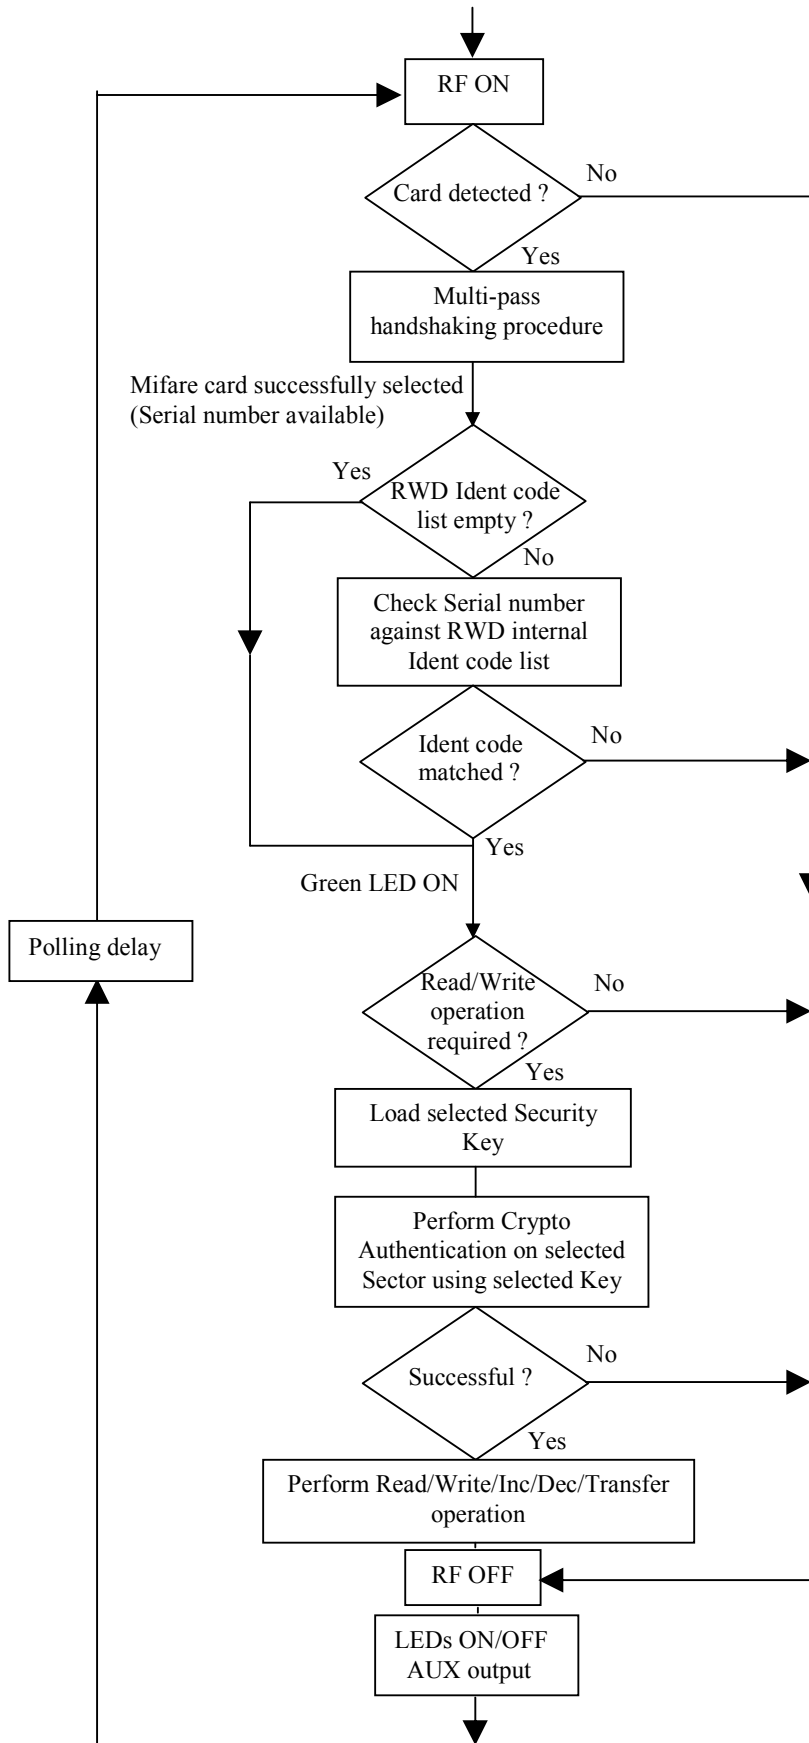 RF ON
Card detected ?
No
Yes
Multi-pass
handshaking procedure
Mifare card successfully selected
(Serial number available)
Yes
RWD Ident code
list empty ?
No
Check Serial number
against RWD internal
Ident code list
Ident code
matched ?
No
Yes
Green LED ON
Polling delay
Read/Write
operation
required ?
No
Yes
Load selected Security
Key
Perform Crypto
Authentication on selected
Sector using selected Key
Successful ?
No
Yes
Perform Read/Write/Inc/Dec/Transfer
operation
RF OFF
LEDs ON/OFF
AUX output